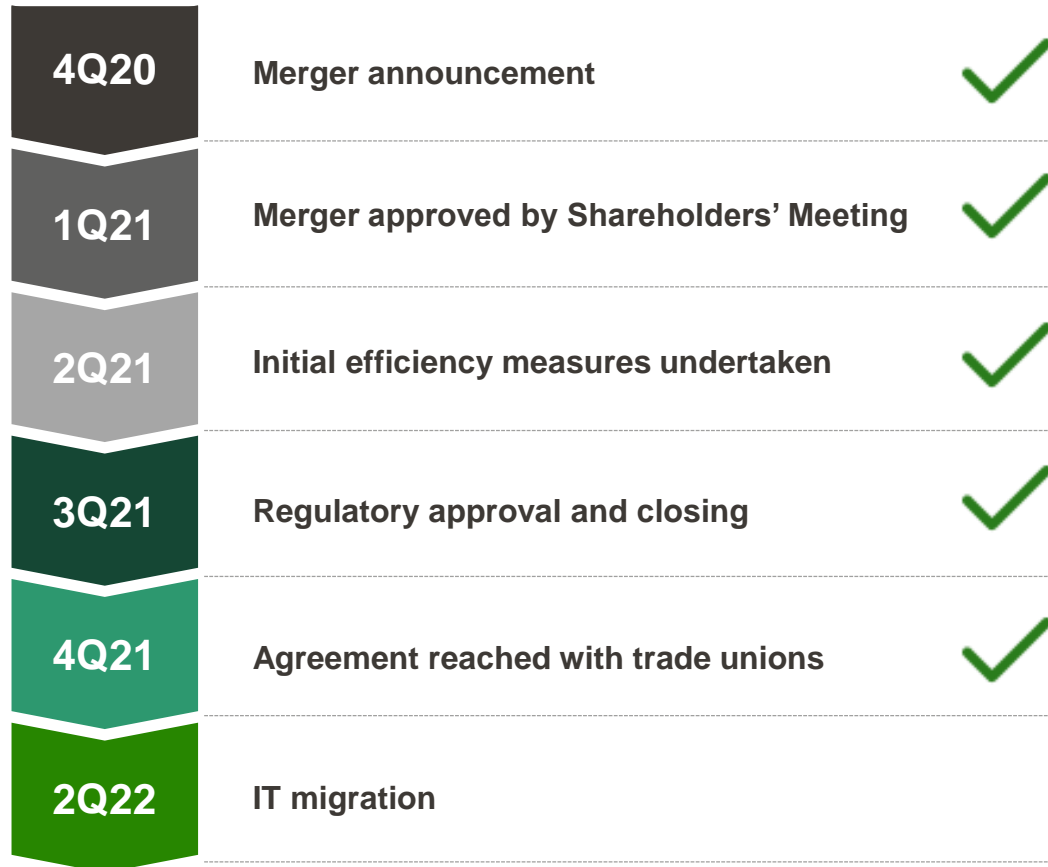 4Q20
Merger announcement
1Q21
Merger approved by Shareholders’ Meeting
2Q21
Initial efficiency measures undertaken
3Q21
Regulatory approval and closing
4Q21
Agreement reached with trade unions
2Q22
IT migration